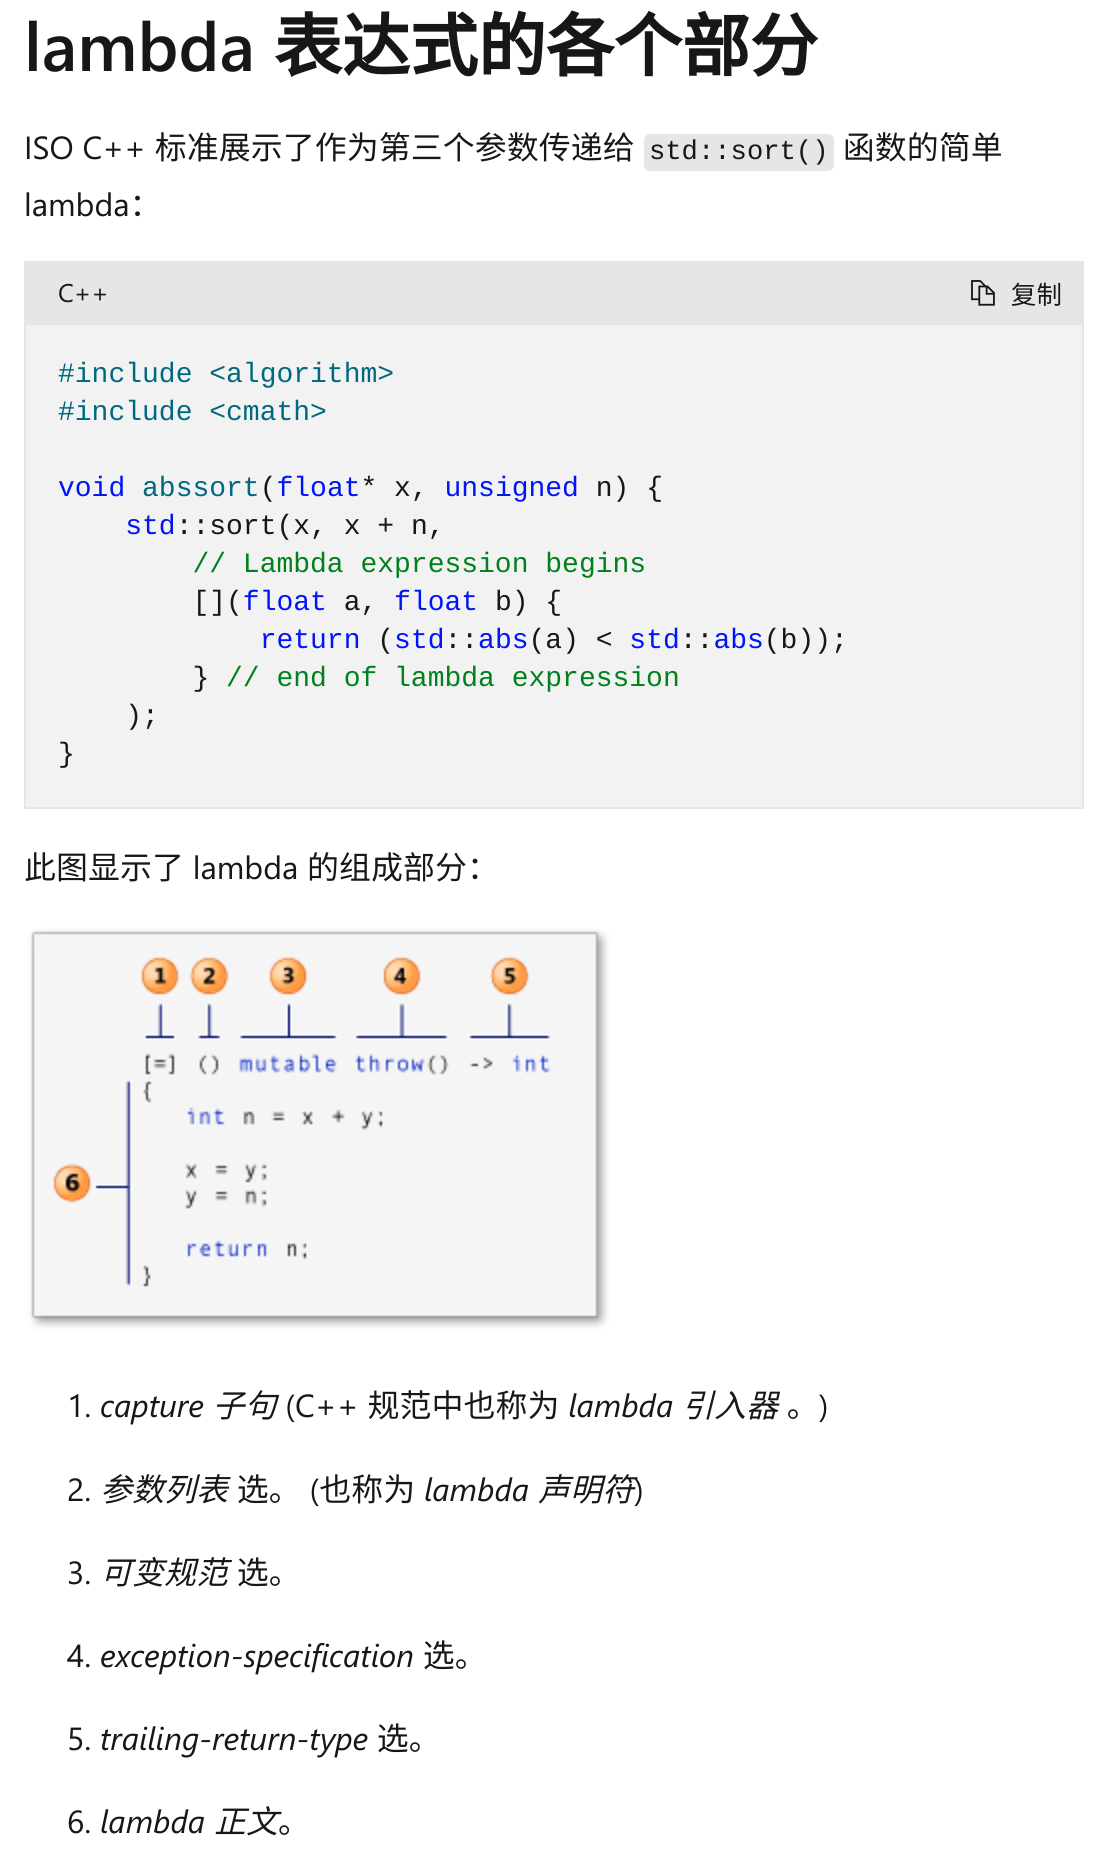 lambda 表达式的各个部分
ISO C++ 标准展示了作为第三个参数传递给 std::sort() 函数的简单
lambda：
C++ 复制
#include <algorithm>
#include <cmath>
void abssort(float* x, unsigned n) {
    std::sort(x, x + n,
        // Lambda expression begins
        [](float a, float b) {
            return (std::abs(a) < std::abs(b));
        } // end of lambda expression
    );
}
此图显示了 lambda 的组成部分：
1 2 3 4 5
[=] () mutable throw() -> int
{
int n = x + y;
x = y;
6
y = n;
return n;
}
1. capture 子句 (C++ 规范中也称为 lambda 引入器 。)
2. 参数列表 选。 (也称为 lambda 声明符)
3. 可变规范 选。
4. exception-specification 选。
5. trailing-return-type 选。
6. lambda 正文。